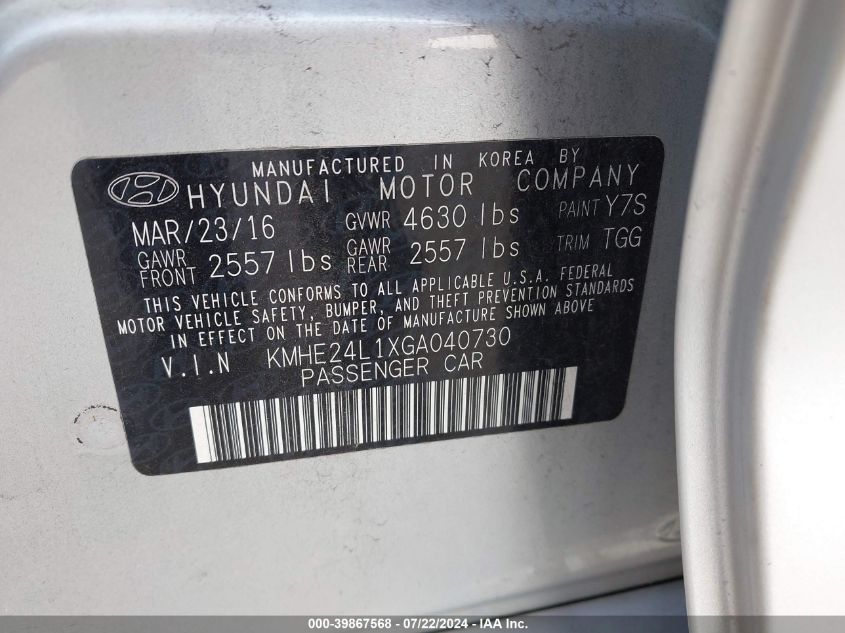 MANUFACTURED IN KOREA BY
HYUNDAI MOTOR COMPANY
MAR/23/16 GVWR 4630 lbs PAINT Y7S
GAWR FRONT 2557 lbs GAWR REAR 2557 lbs TRIM TGG
THIS VEHICLE CONFORMS TO ALL APPLICABLE U.S.A. FEDERAL
MOTOR VEHICLE SAFETY, BUMPER, AND THEFT PREVENTION STANDARDS
IN EFFECT ON THE DATE OF MANUFACTURE SHOWN ABOVE
V.I.N KMHE24L1XGA040730
PASSENGER CAR
000-39867568 - 07/22/2024 - IAA Inc.